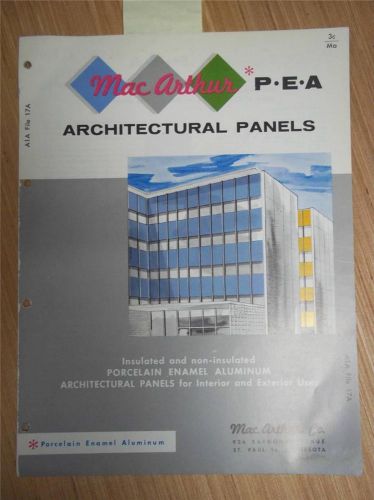 3c
Ma
Mac Arthur * P•E•A
ARCHITECTURAL PANELS
AIA File 17A
Insulated and non-insulated
PORCELAIN ENAMEL ALUMINUM
ARCHITECTURAL PANELS for Interior and Exterior Uses
AIA File 17A
* Porcelain Enamel Aluminum
Mac Arthur Co.
ST. PAUL